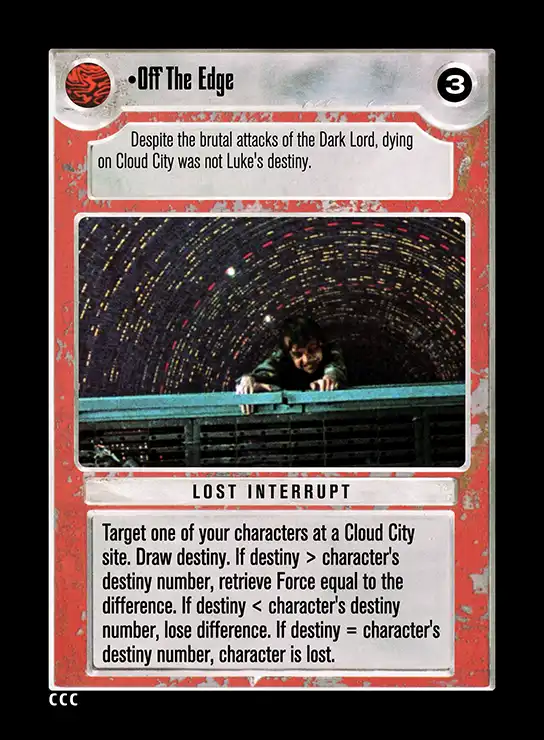 •Off The Edge
3
Despite the brutal attacks of the Dark Lord, dying
on Cloud City was not Luke's destiny.
LOST INTERRUPT
Target one of your characters at a Cloud City
site. Draw destiny. If destiny > character's
destiny number, retrieve Force equal to the
difference. If destiny < character's destiny
number, lose difference. If destiny = character's
destiny number, character is lost.
CCC